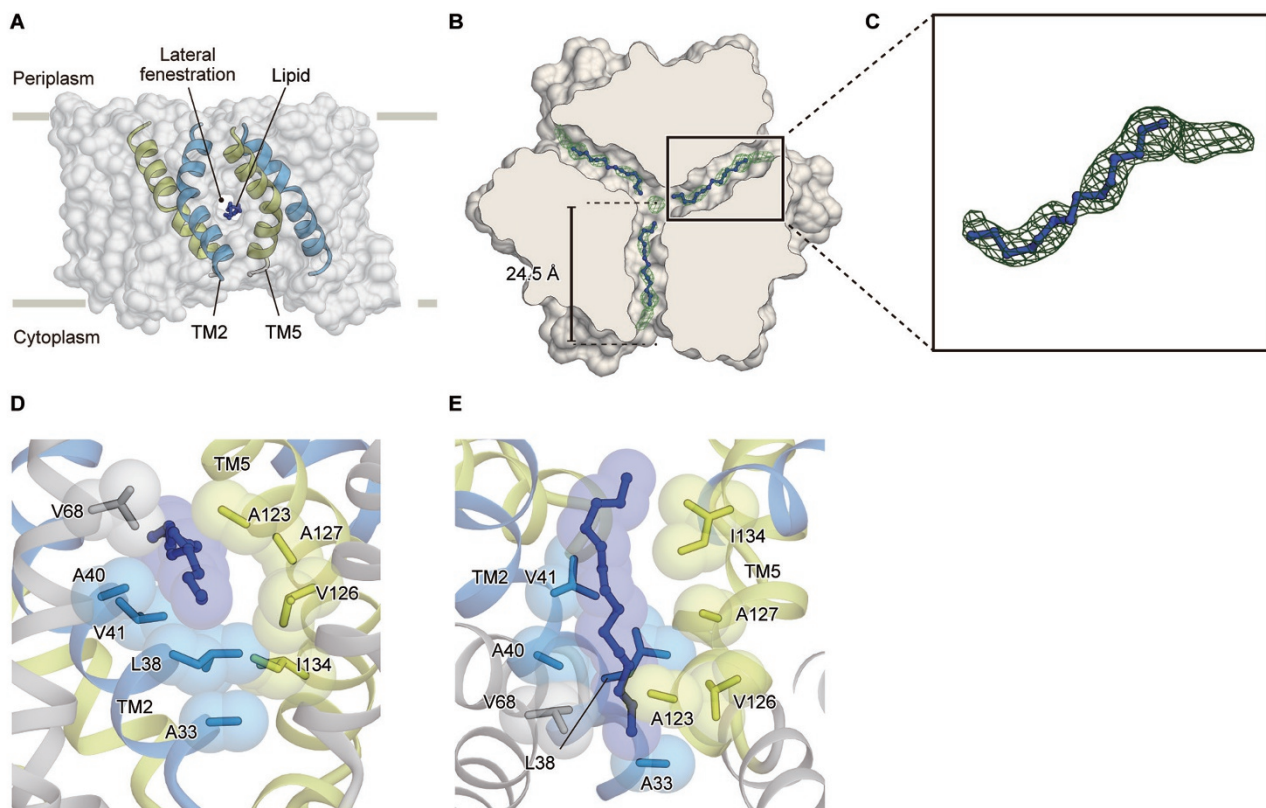 A
Lateral
fenestration
Lipid
Periplasm
TM2
TM5
Cytoplasm
B
24.5 Å
C
D
TM5
V68
A123
A127
A40
V126
V41
L38
I134
TM2
A33
E
I134
TM2
V41
TM5
A127
A40
V68
A123
V126
L38
A33